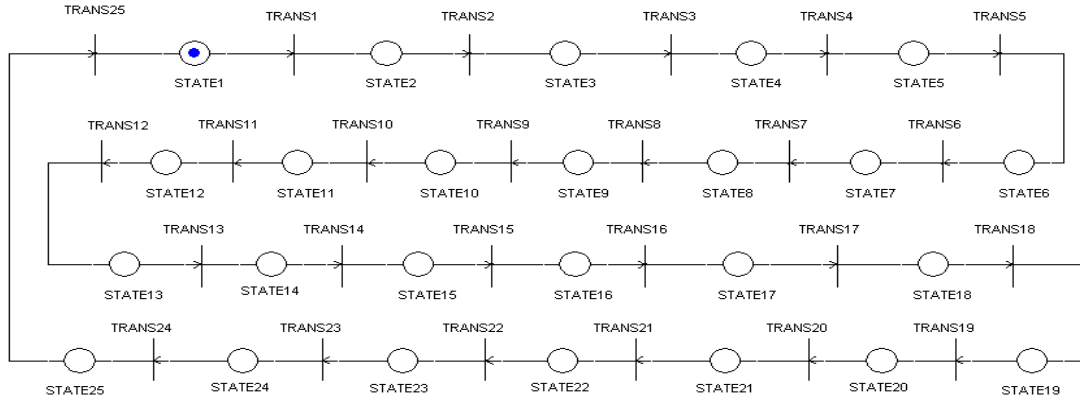 TRANS25 TRANS1 TRANS2 TRANS3 TRANS4 TRANS5
STATE1 STATE2 STATE3 STATE4 STATE5
TRANS12 TRANS11 TRANS10 TRANS9 TRANS8 TRANS7 TRANS6
STATE12 STATE11 STATE10 STATE9 STATE8 STATE7 STATE6
TRANS13 TRANS14 TRANS15 TRANS16 TRANS17 TRANS18
STATE13 STATE14 STATE15 STATE16 STATE17 STATE18
TRANS24 TRANS23 TRANS22 TRANS21 TRANS20 TRANS19
STATE25 STATE24 STATE23 STATE22 STATE21 STATE20 STATE19